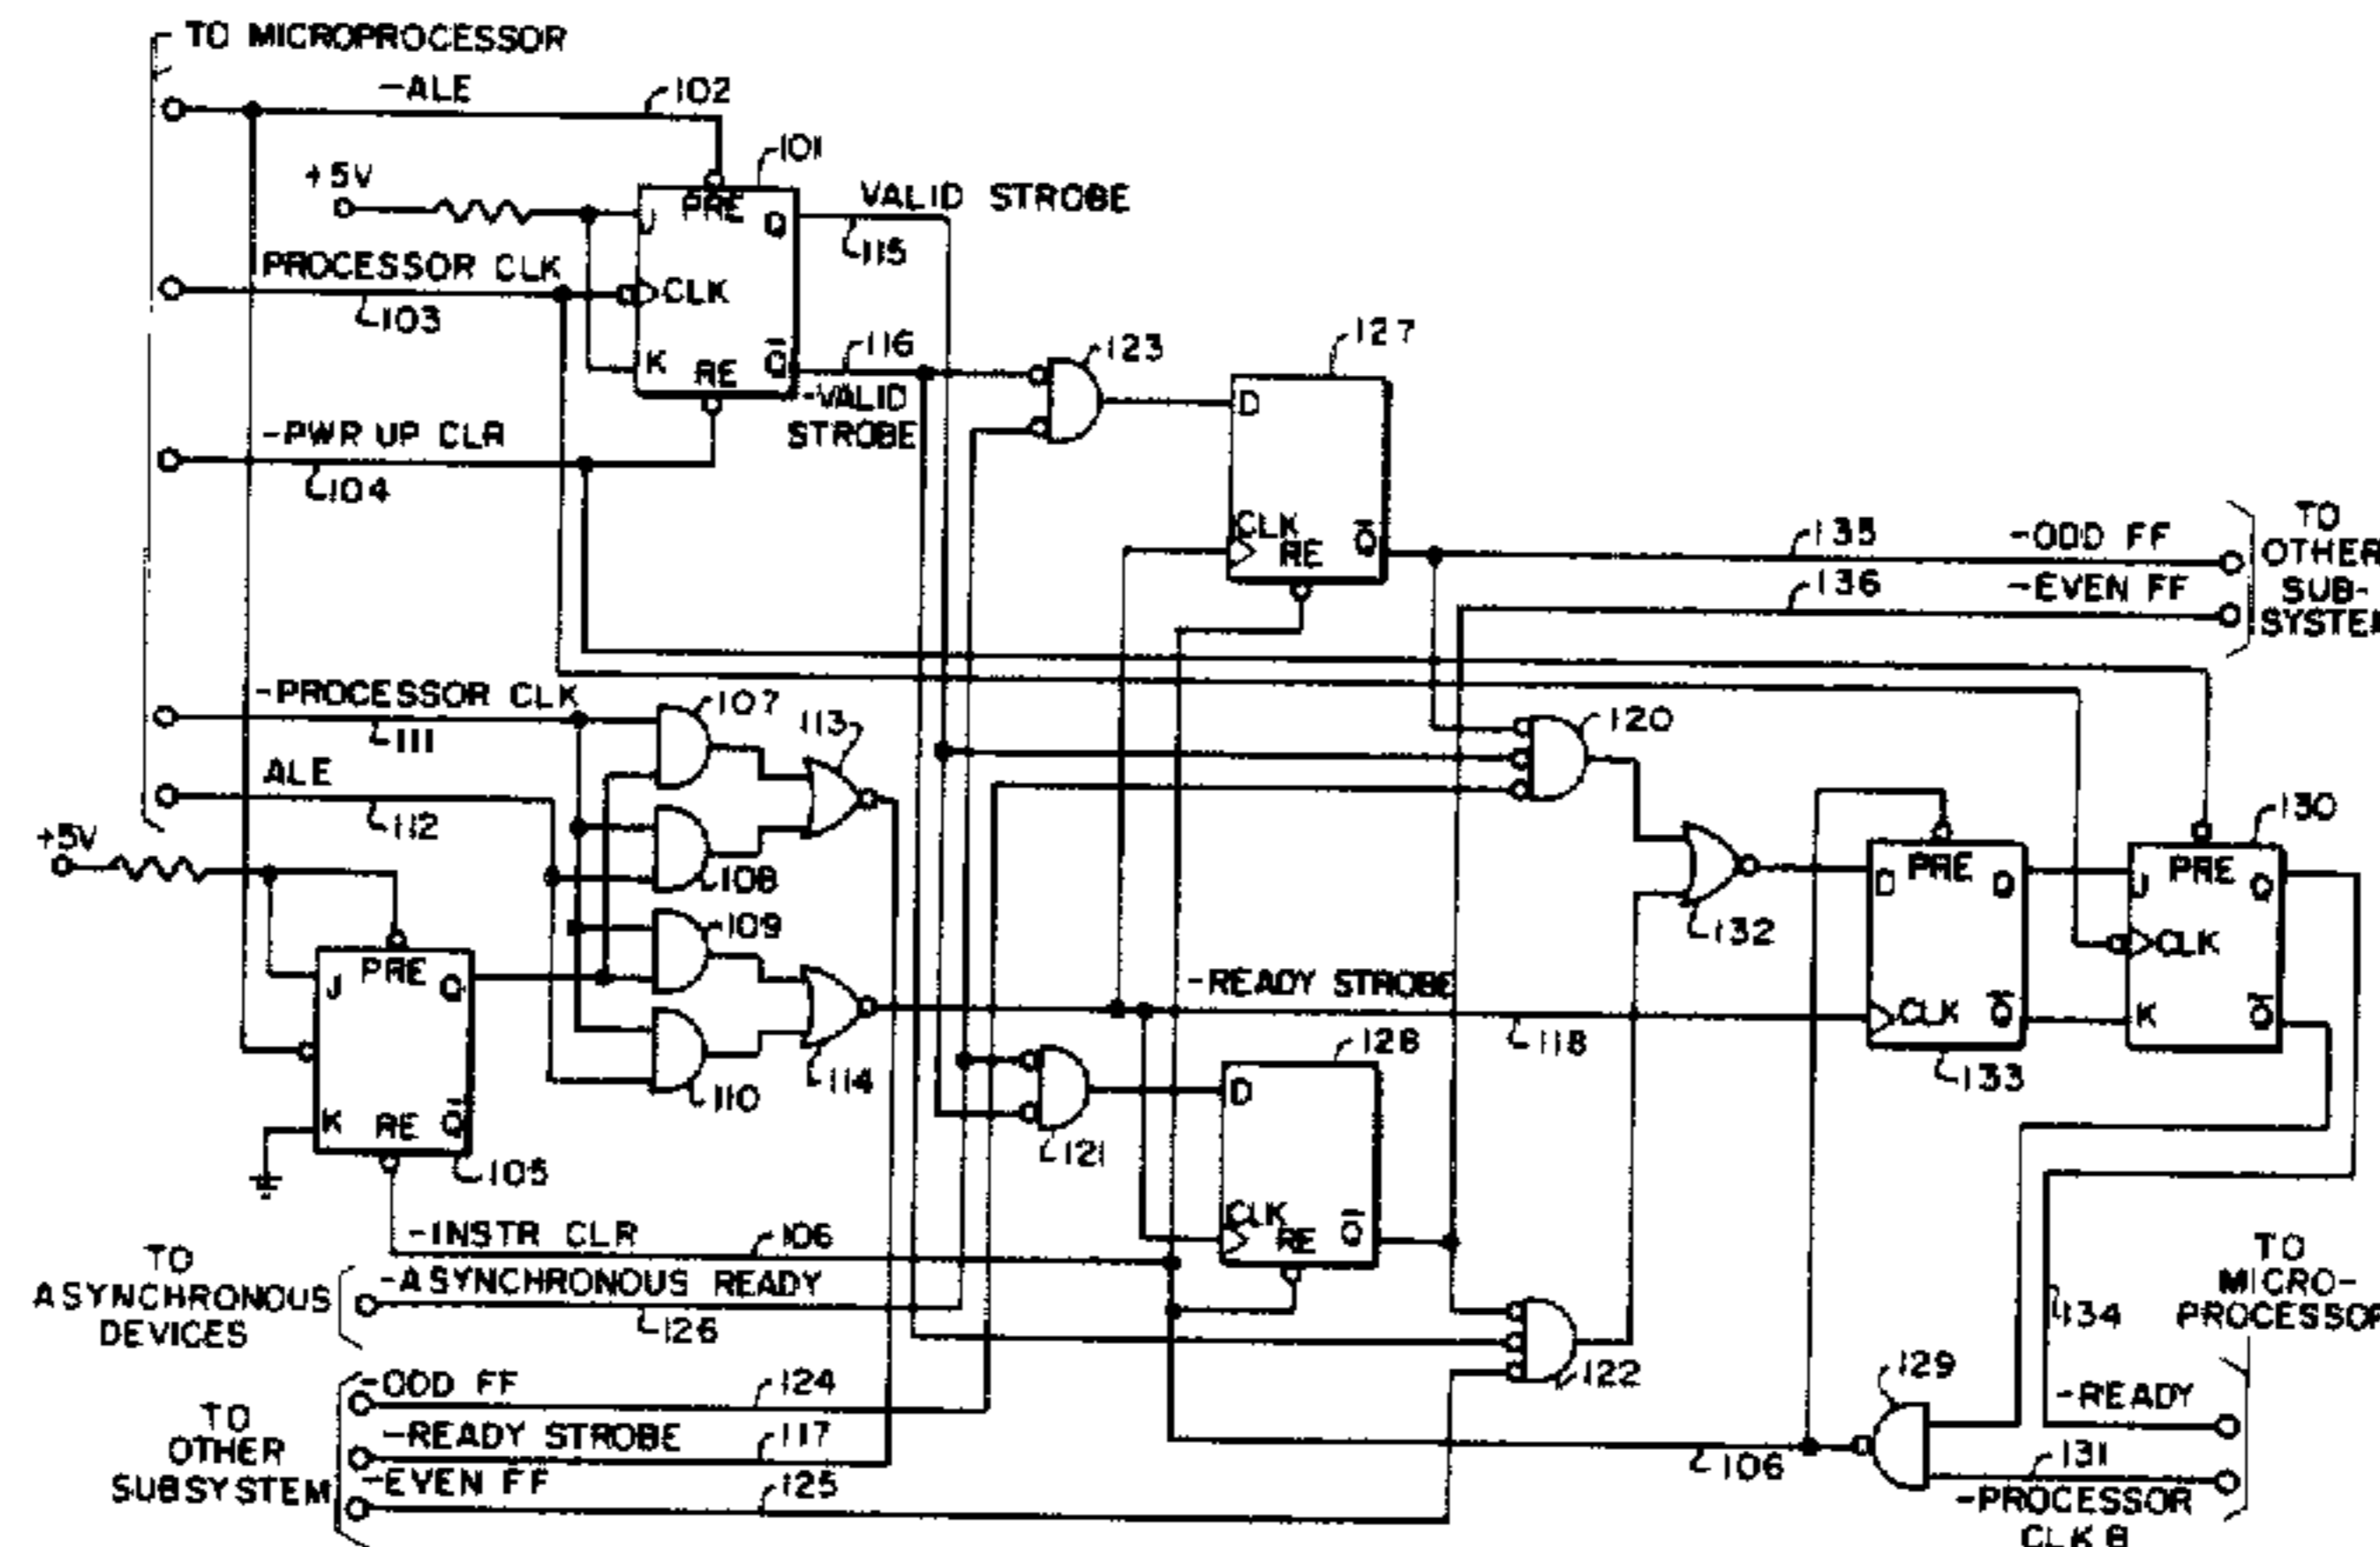 TO MICROPROCESSOR
-ALE
102
101
+5V
J
PRE
Q
VALID STROBE
115
PROCESSOR CLK
CLK
103
K
RE
Q̅
116
-VALID
STROBE
-PWR UP CLR
104
123
127
D
CLK
RE
Q̅
135
-ODD FF
136
-EVEN FF
TO
OTHER
SUB-
SYSTEM
-PROCESSOR CLK
111
107
113
ALE
112
108
109
110
114
+5V
J
PRE
Q
K
RE
Q̅
105
120
132
-READY STROBE
118
121
128
D
CLK
RE
Q̅
D
PRE
Q
CLK
Q̅
133
130
J
PRE
Q
CLK
K
Q̅
-INSTR CLR
106
TO
ASYNCHRONOUS
DEVICES
-ASYNCHRONOUS READY
126
122
TO
OTHER
SUBSYSTEM
-ODD FF
124
-READY STROBE
117
-EVEN FF
125
106
129
134
TO
MICRO-
PROCESSOR
-READY
131
-PROCESSOR
CLK B